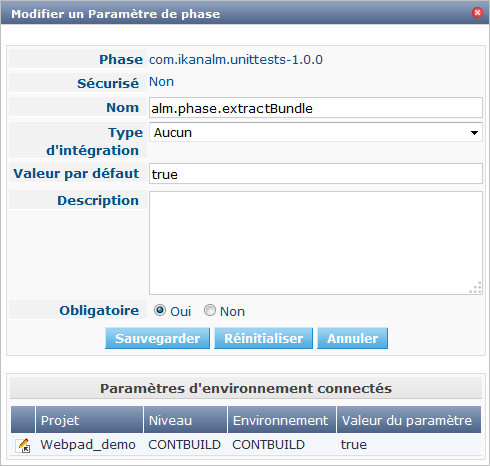 Modifier un Paramètre de phase
Phase com.ikanalm.unittests-1.0.0
Sécurisé Non
Nom alm.phase.extractBundle
Type d'intégration Aucun
Valeur par défaut true
Description
Obligatoire Oui Non
Sauvegarder Réinitialiser Annuler
Paramètres d'environnement connectés
Projet Niveau Environnement Valeur du paramètre
Webpad_demo CONTBUILD CONTBUILD true